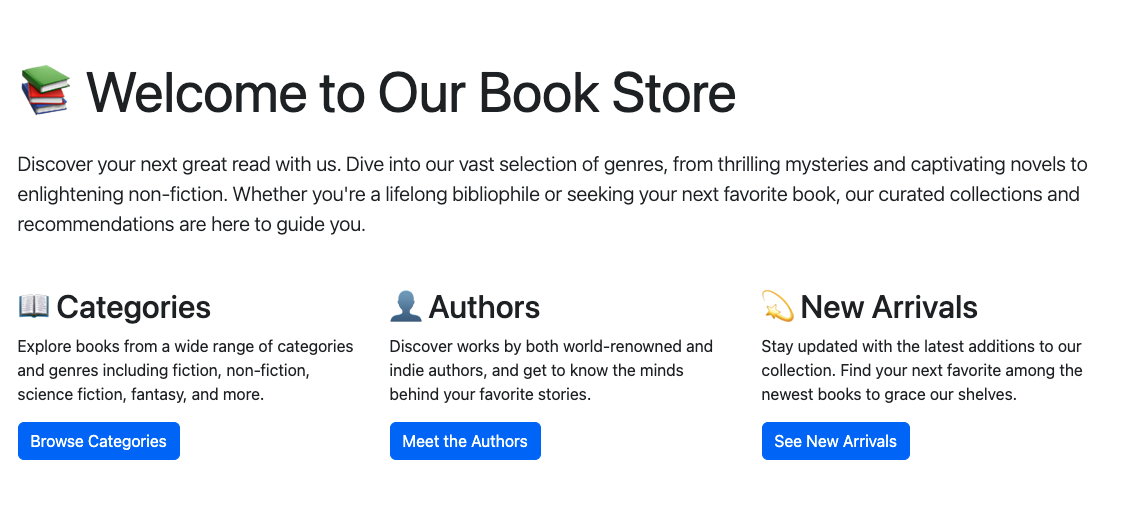 📚 Welcome to Our Book Store
Discover your next great read with us. Dive into our vast selection of genres, from thrilling mysteries and captivating novels to
enlightening non-fiction. Whether you're a lifelong bibliophile or seeking your next favorite book, our curated collections and
recommendations are here to guide you.
📖 Categories
Explore books from a wide range of categories
and genres including fiction, non-fiction,
science fiction, fantasy, and more.
Browse Categories
👤 Authors
Discover works by both world-renowned and
indie authors, and get to know the minds
behind your favorite stories.
Meet the Authors
💫 New Arrivals
Stay updated with the latest additions to our
collection. Find your next favorite among the
newest books to grace our shelves.
See New Arrivals